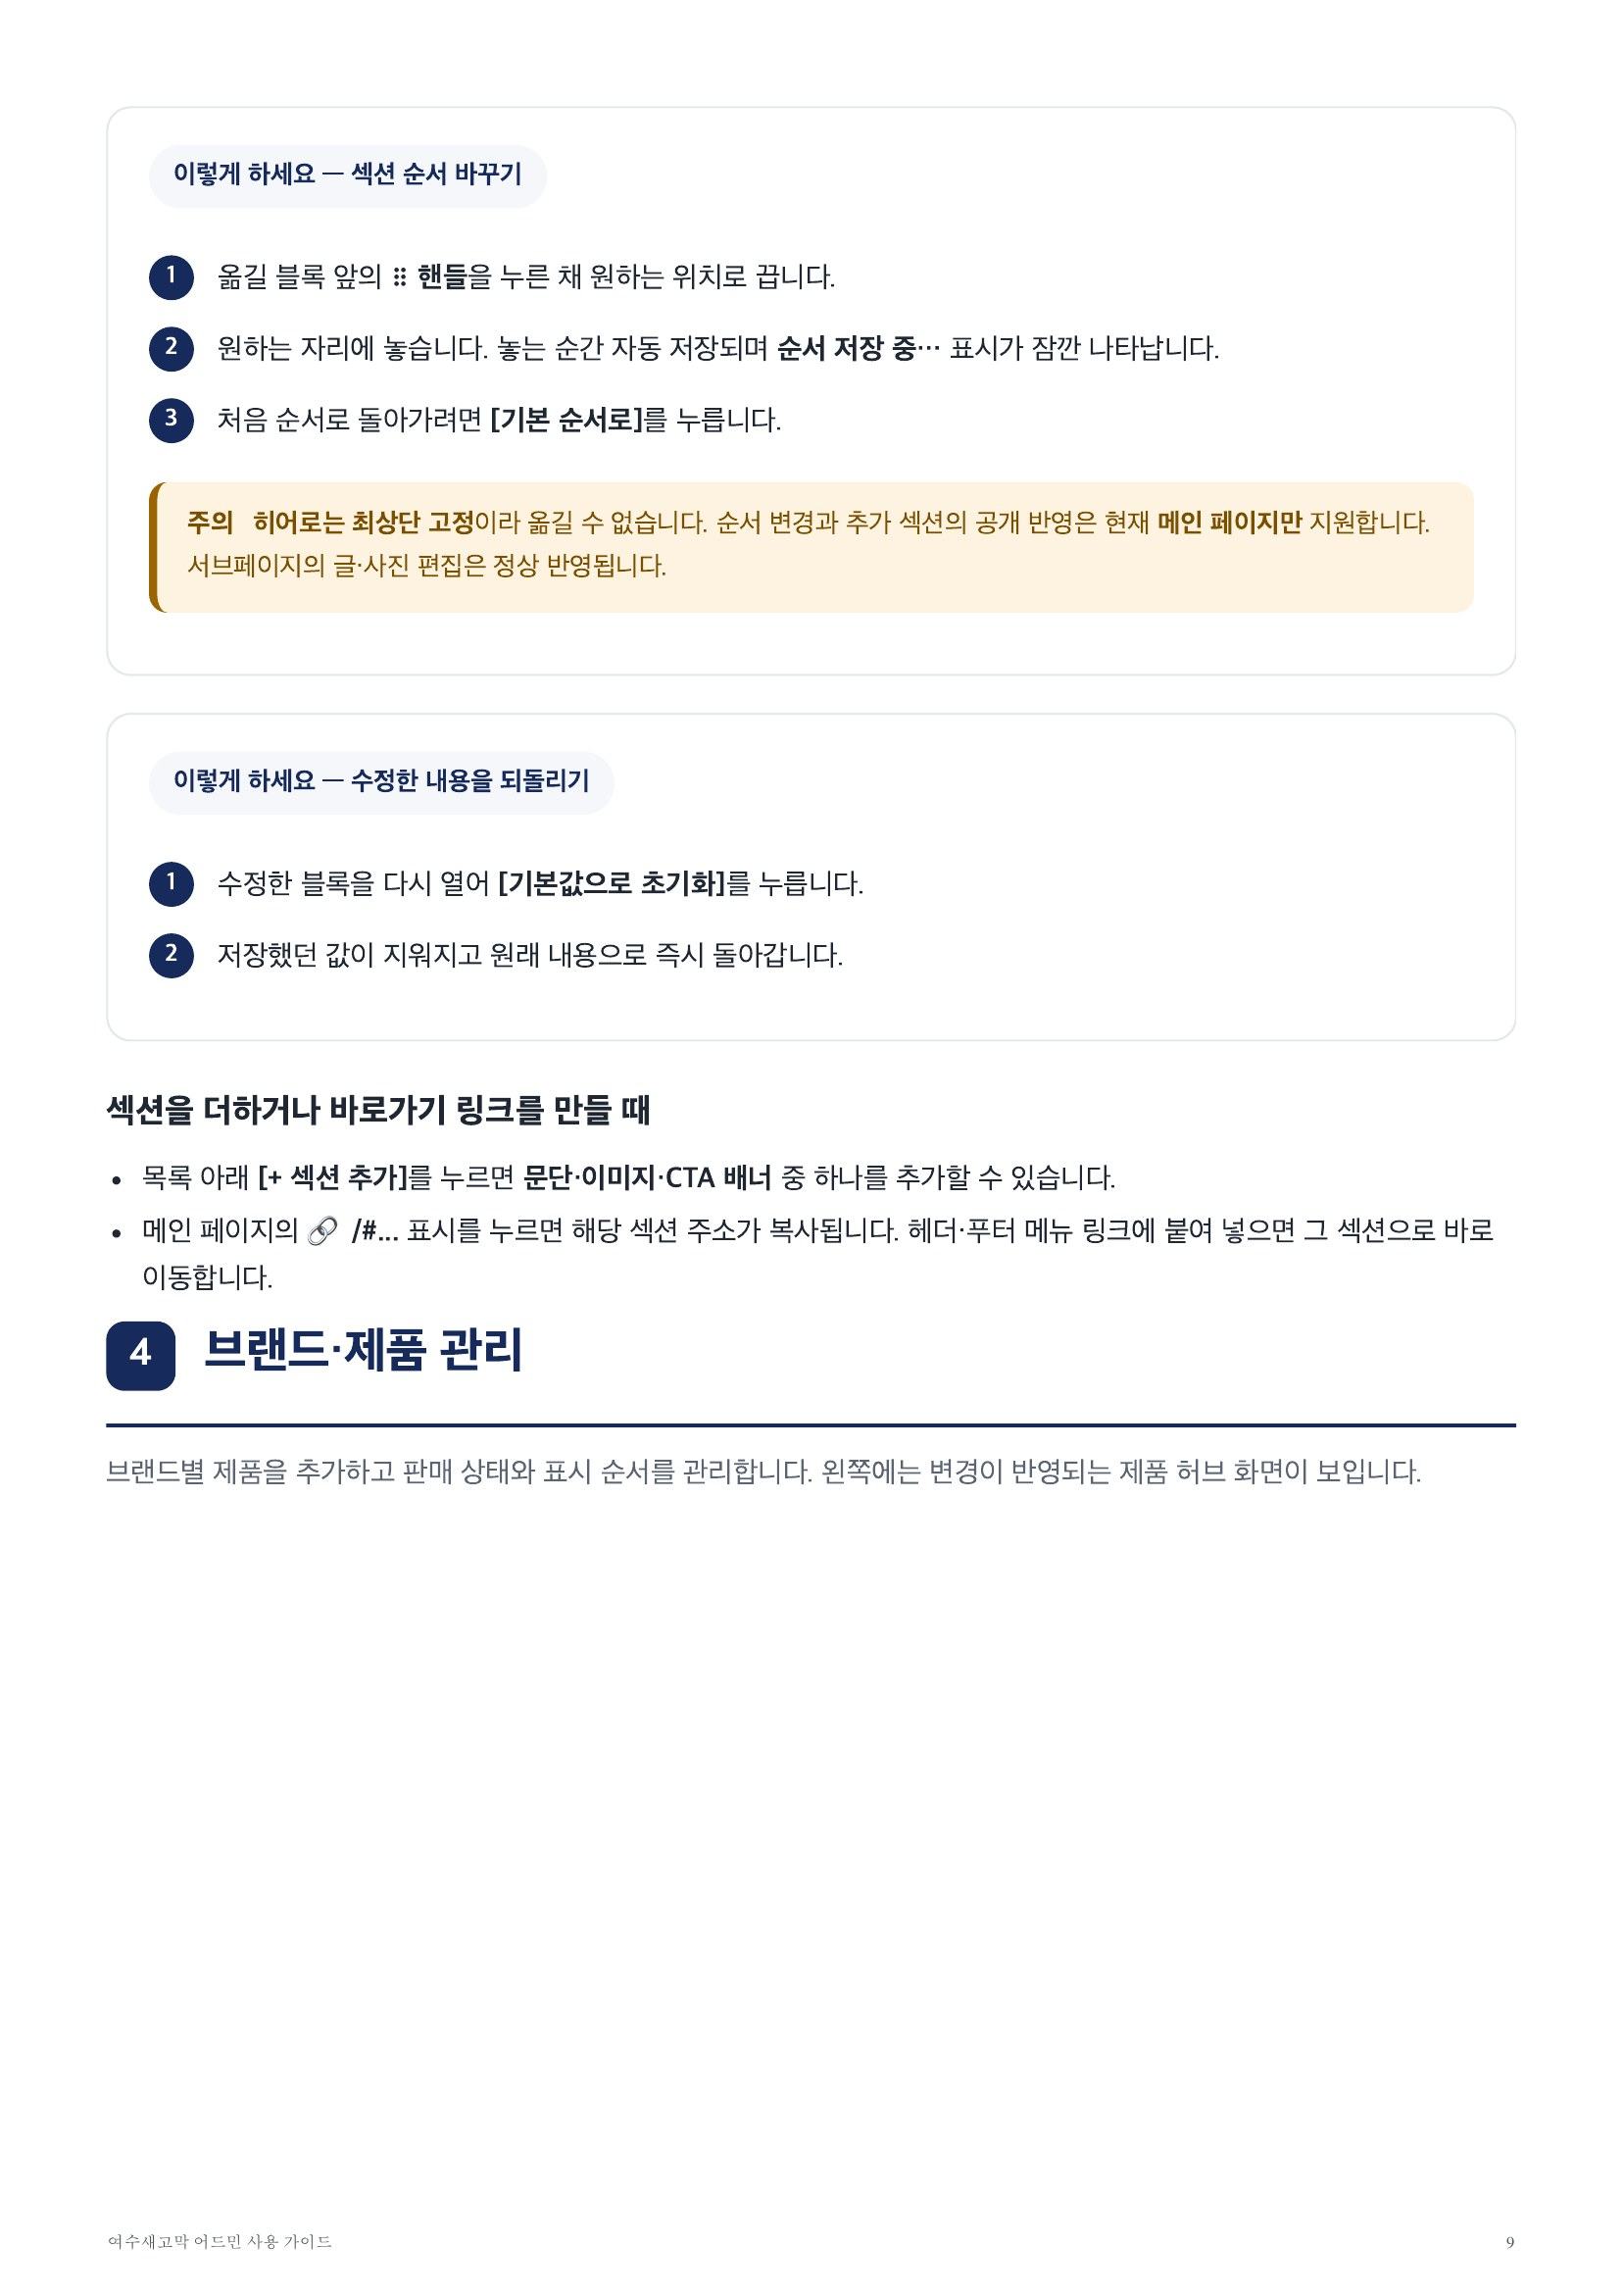 이렇게 하세요 — 섹션 순서 바꾸기
1 옮길 블록 앞의 ⠿ 핸들을 누른 채 원하는 위치로 끕니다.
2 원하는 자리에 놓습니다. 놓는 순간 자동 저장되며 순서 저장 중… 표시가 잠깐 나타납니다.
3 처음 순서로 돌아가려면 [기본 순서로]를 누릅니다.
주의 히어로는 최상단 고정이라 옮길 수 없습니다. 순서 변경과 추가 섹션의 공개 반영은 현재 메인 페이지만 지원합니다.
서브페이지의 글·사진 편집은 정상 반영됩니다.
이렇게 하세요 — 수정한 내용을 되돌리기
1 수정한 블록을 다시 열어 [기본값으로 초기화]를 누릅니다.
2 저장했던 값이 지워지고 원래 내용으로 즉시 돌아갑니다.
섹션을 더하거나 바로가기 링크를 만들 때
• 목록 아래 [+ 섹션 추가]를 누르면 문단·이미지·CTA 배너 중 하나를 추가할 수 있습니다.
• 메인 페이지의 🔗 /#... 표시를 누르면 해당 섹션 주소가 복사됩니다. 헤더·푸터 메뉴 링크에 붙여 넣으면 그 섹션으로 바로
이동합니다.
4 브랜드·제품 관리
브랜드별 제품을 추가하고 판매 상태와 표시 순서를 관리합니다. 왼쪽에는 변경이 반영되는 제품 허브 화면이 보입니다.
여수새고막 어드민 사용 가이드
9